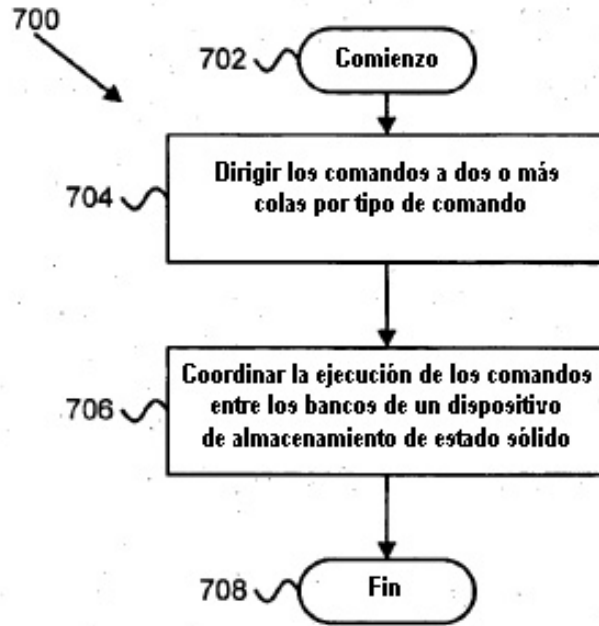 700
702
Comienzo
704
Dirigir los comandos a dos o más
colas por tipo de comando
706
Coordinar la ejecución de los comandos
entre los bancos de un dispositivo
de almacenamiento de estado sólido
708
Fin